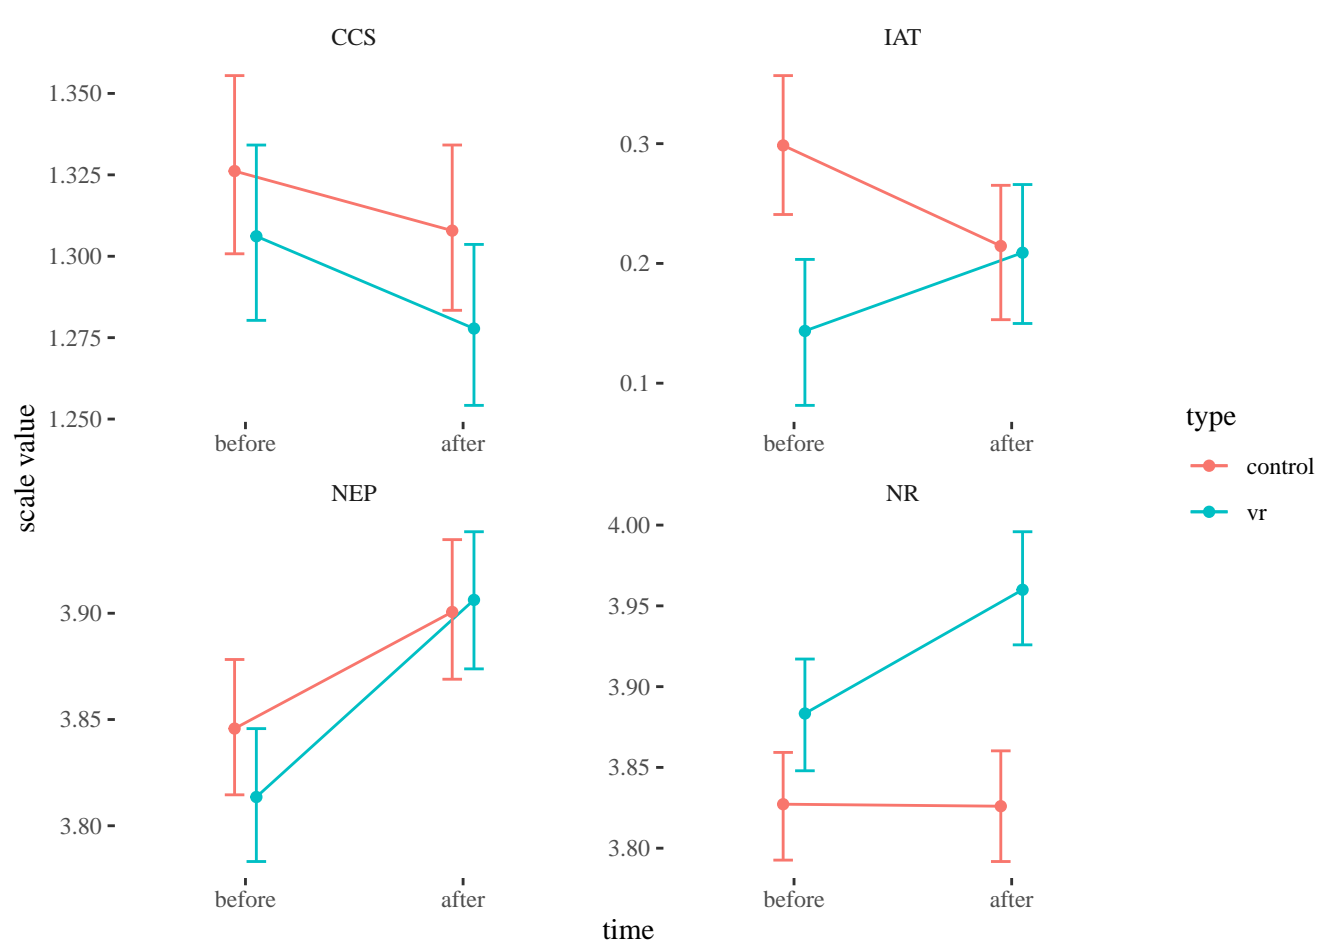 CCS
IAT
1.350
1.325
1.300
1.275
1.250
0.3
0.2
0.1
before
after
before
after
NEP
NR
3.90
3.85
3.80
4.00
3.95
3.90
3.85
3.80
before
after
before
after
time
scale value
type
control
vr